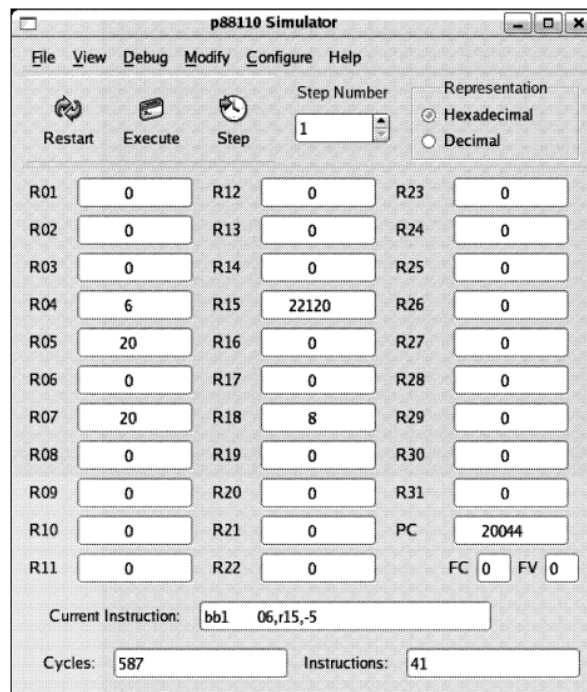 p88110 Simulator
File View Debug Modify Configure Help
Restart Execute Step
Step Number
1
Representation
Hexadecimal
Decimal
R01 0 R12 0 R23 0
R02 0 R13 0 R24 0
R03 0 R14 0 R25 0
R04 6 R15 22120 R26 0
R05 20 R16 0 R27 0
R06 0 R17 0 R28 0
R07 20 R18 8 R29 0
R08 0 R19 0 R30 0
R09 0 R20 0 R31 0
R10 0 R21 0 PC 20044
R11 0 R22 0 FC 0 FV 0
Current Instruction: bb1 06,r15,-5
Cycles: 587 Instructions: 41